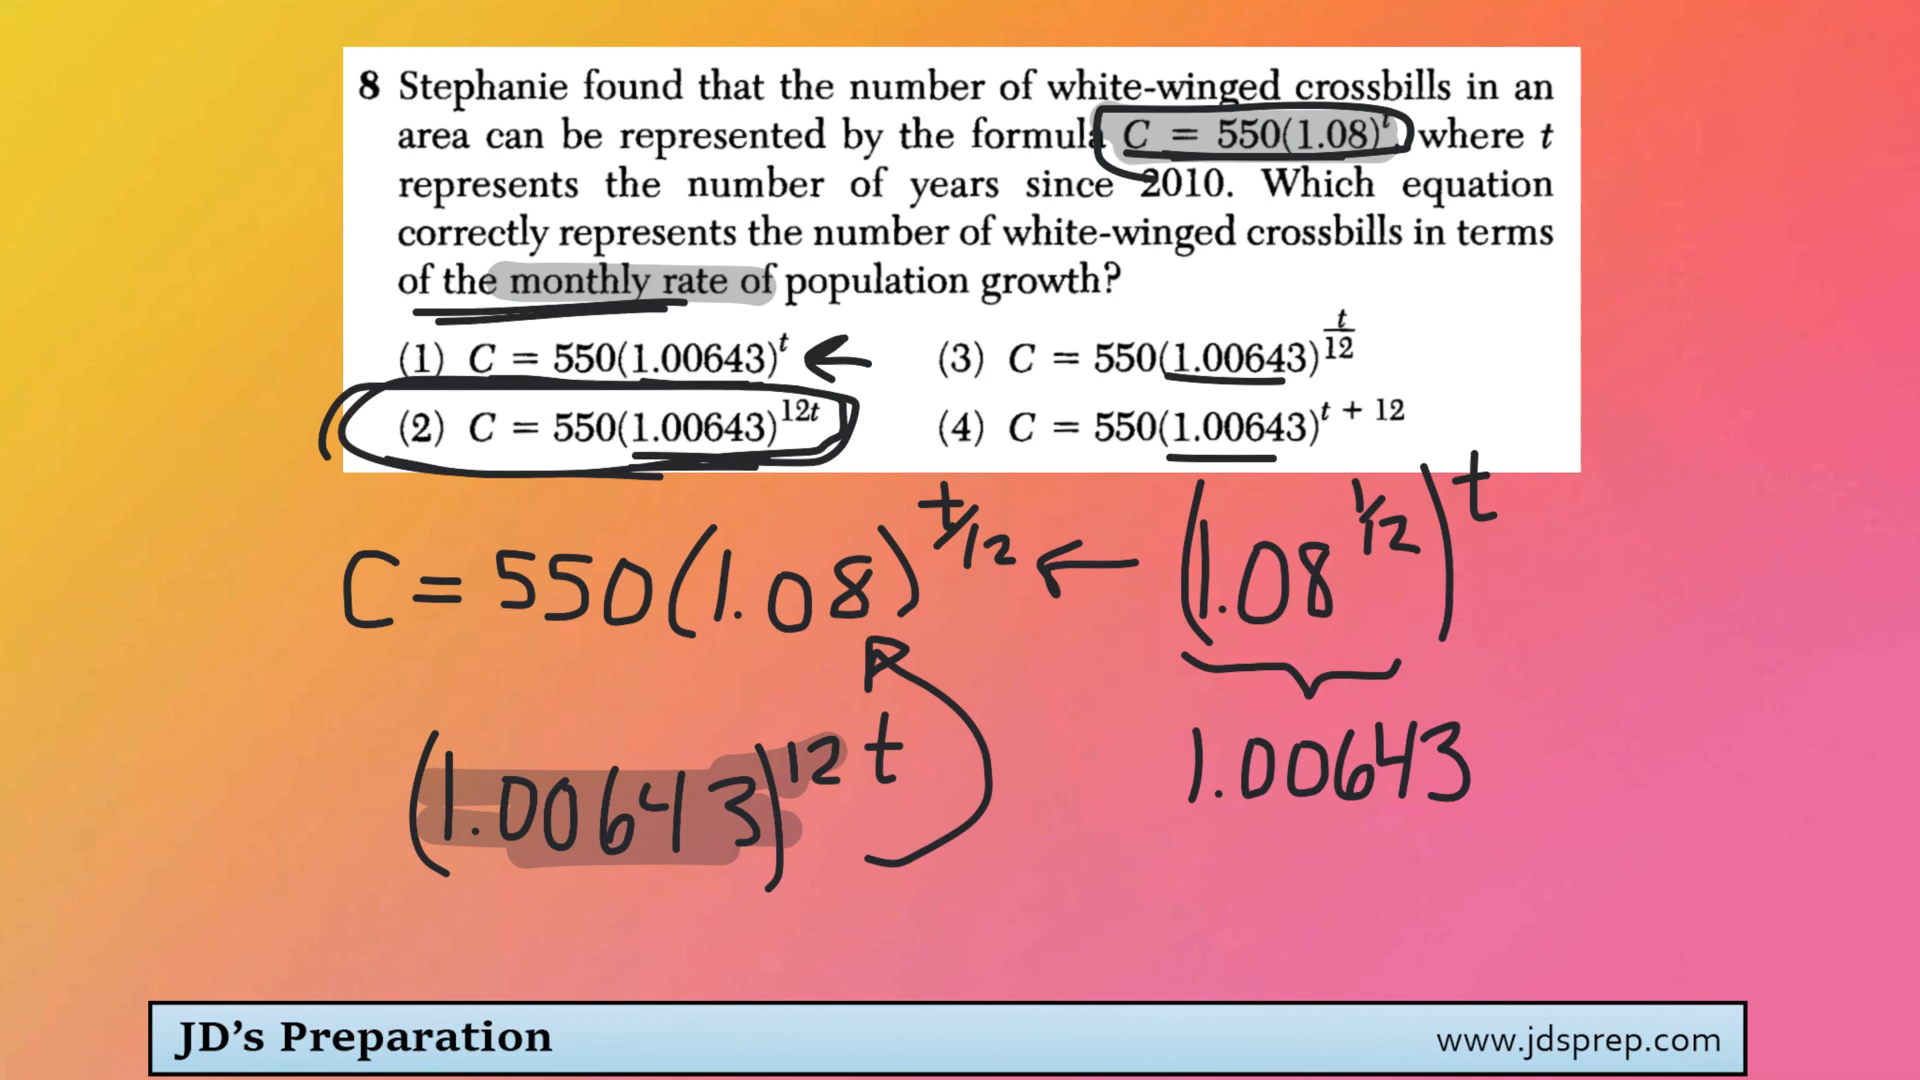 8 Stephanie found that the number of white-winged crossbills in an
area can be represented by the formula C = 550(1.08)^t, where t
represents the number of years since 2010. Which equation
correctly represents the number of white-winged crossbills in terms
of the monthly rate of population growth?
(1) C = 550(1.00643)^t
(3) C = 550(1.00643)^(t/12)
(2) C = 550(1.00643)^(12t)
(4) C = 550(1.00643)^(t + 12)
C = 550(1.08)^(t/12) ← (1.08^(1/12))^t
(1.00643)^(12 t)
1.00643
JD's Preparation
www.jdsprep.com